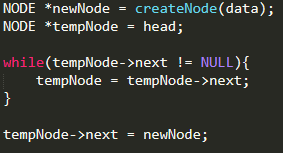 NODE *newNode = createNode(data);
NODE *tempNode = head;
while(tempNode->next != NULL){
tempNode = tempNode->next;
}
tempNode->next = newNode;